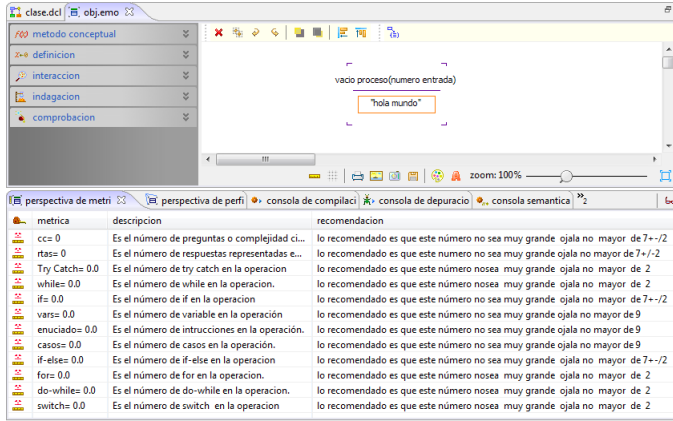 clase.dcl obj.emo
f(x) metodo conceptual
definicion
interaccion
indagacion
comprobacion
vacio proceso(numero entrada)
"hola mundo"
zoom: 100%
perspectiva de metri perspectiva de perfi consola de compilaci consola de depuracio consola semantica »2
metrica descripcion recomendacion
cc= 0 Es el número de preguntas o complejidad ci... lo recomendado es que este número no sea muy grande ojala no mayor de 7+-/2
rtas= 0 Es el número de respuestas representadas e... lo recomendado es que este número no sea muy grande ojala no mayor de 7+/-2
Try Catch= 0.0 Es el número de try catch en la operacion lo recomendado es que este número nosea muy grande ojala no mayor de 2
while= 0.0 Es el número de while en la operacion. lo recomendado es que este número nosea muy grande ojala no mayor de 2
if= 0.0 Es el número de if en la operacion lo recomendado es que este número nosea muy grande ojala no mayor de 7+-/2
vars= 0.0 Es el número de variable en la operación lo recomendado es que este número nosea muy grande ojala no mayor de 9
enuciado= 0.0 Es el número de intrucciones en la operación. lo recomendado es que este número nosea muy grande ojala no mayor de 9
casos= 0.0 Es el número de casos en la operación. lo recomendado es que este número nosea muy grande ojala no mayor de 9
if-else= 0.0 Es el número de if-else en la operacion lo recomendado es que este número nosea muy grande ojala no mayor de 7+-/2
for= 0.0 Es el número de for en la operacion. lo recomendado es que este número nosea muy grande ojala no mayor de 2
do-while= 0.0 Es el número de do-while en la operacion. lo recomendado es que este número nosea muy grande ojala no mayor de 2
switch= 0.0 Es el número de switch en la operacion lo recomendado es que este número nosea muy grande ojala no mayor de 2